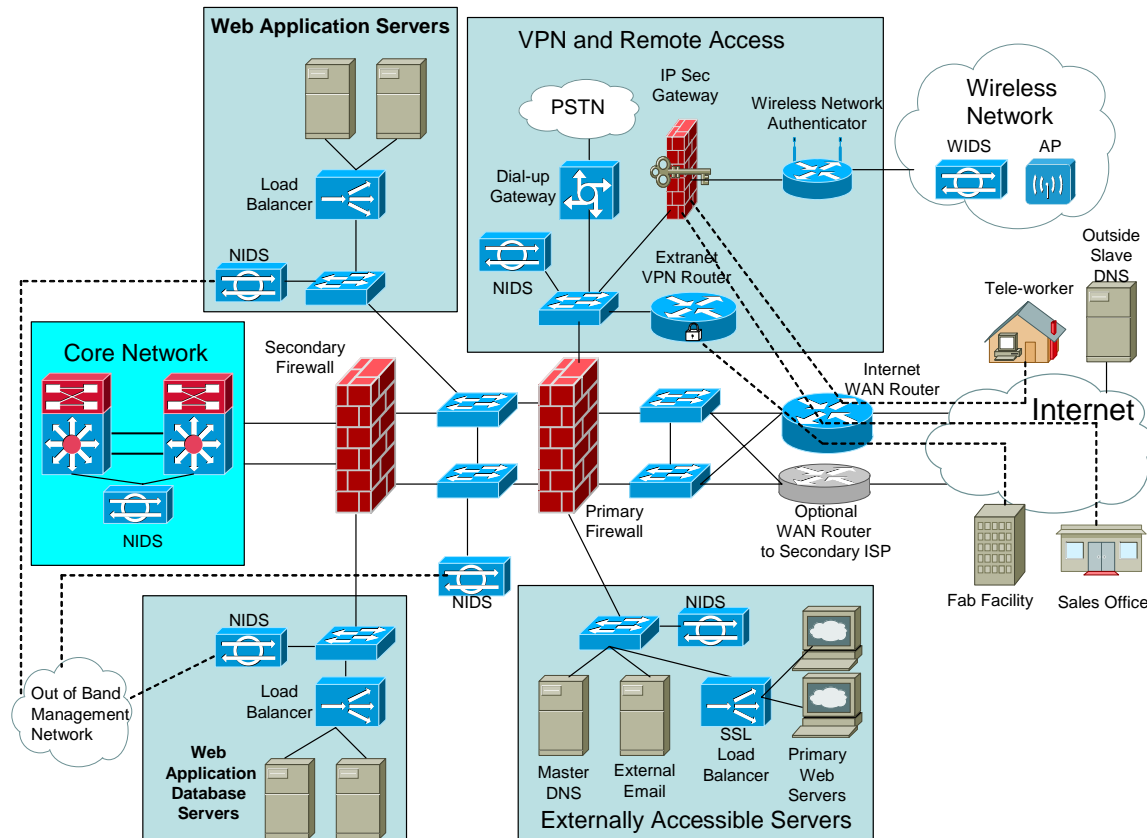 Web Application Servers
Load
Balancer
NIDS
VPN and Remote Access
PSTN
IP Sec
Gateway
Wireless Network
Authenticator
Dial-up
Gateway
NIDS
Extranet
VPN Router
Wireless
Network
WIDS
AP
Outside
Slave
DNS
Tele-worker
Core Network
NIDS
Secondary
Firewall
Internet
WAN Router
Internet
Primary
Firewall
Optional
WAN Router
to Secondary ISP
NIDS
Fab Facility
Sales Office
Out of Band
Management
Network
NIDS
Load
Balancer
Web
Application
Database
Servers
NIDS
Master
DNS
External
Email
SSL
Load
Balancer
Primary
Web
Servers
Externally Accessible Servers